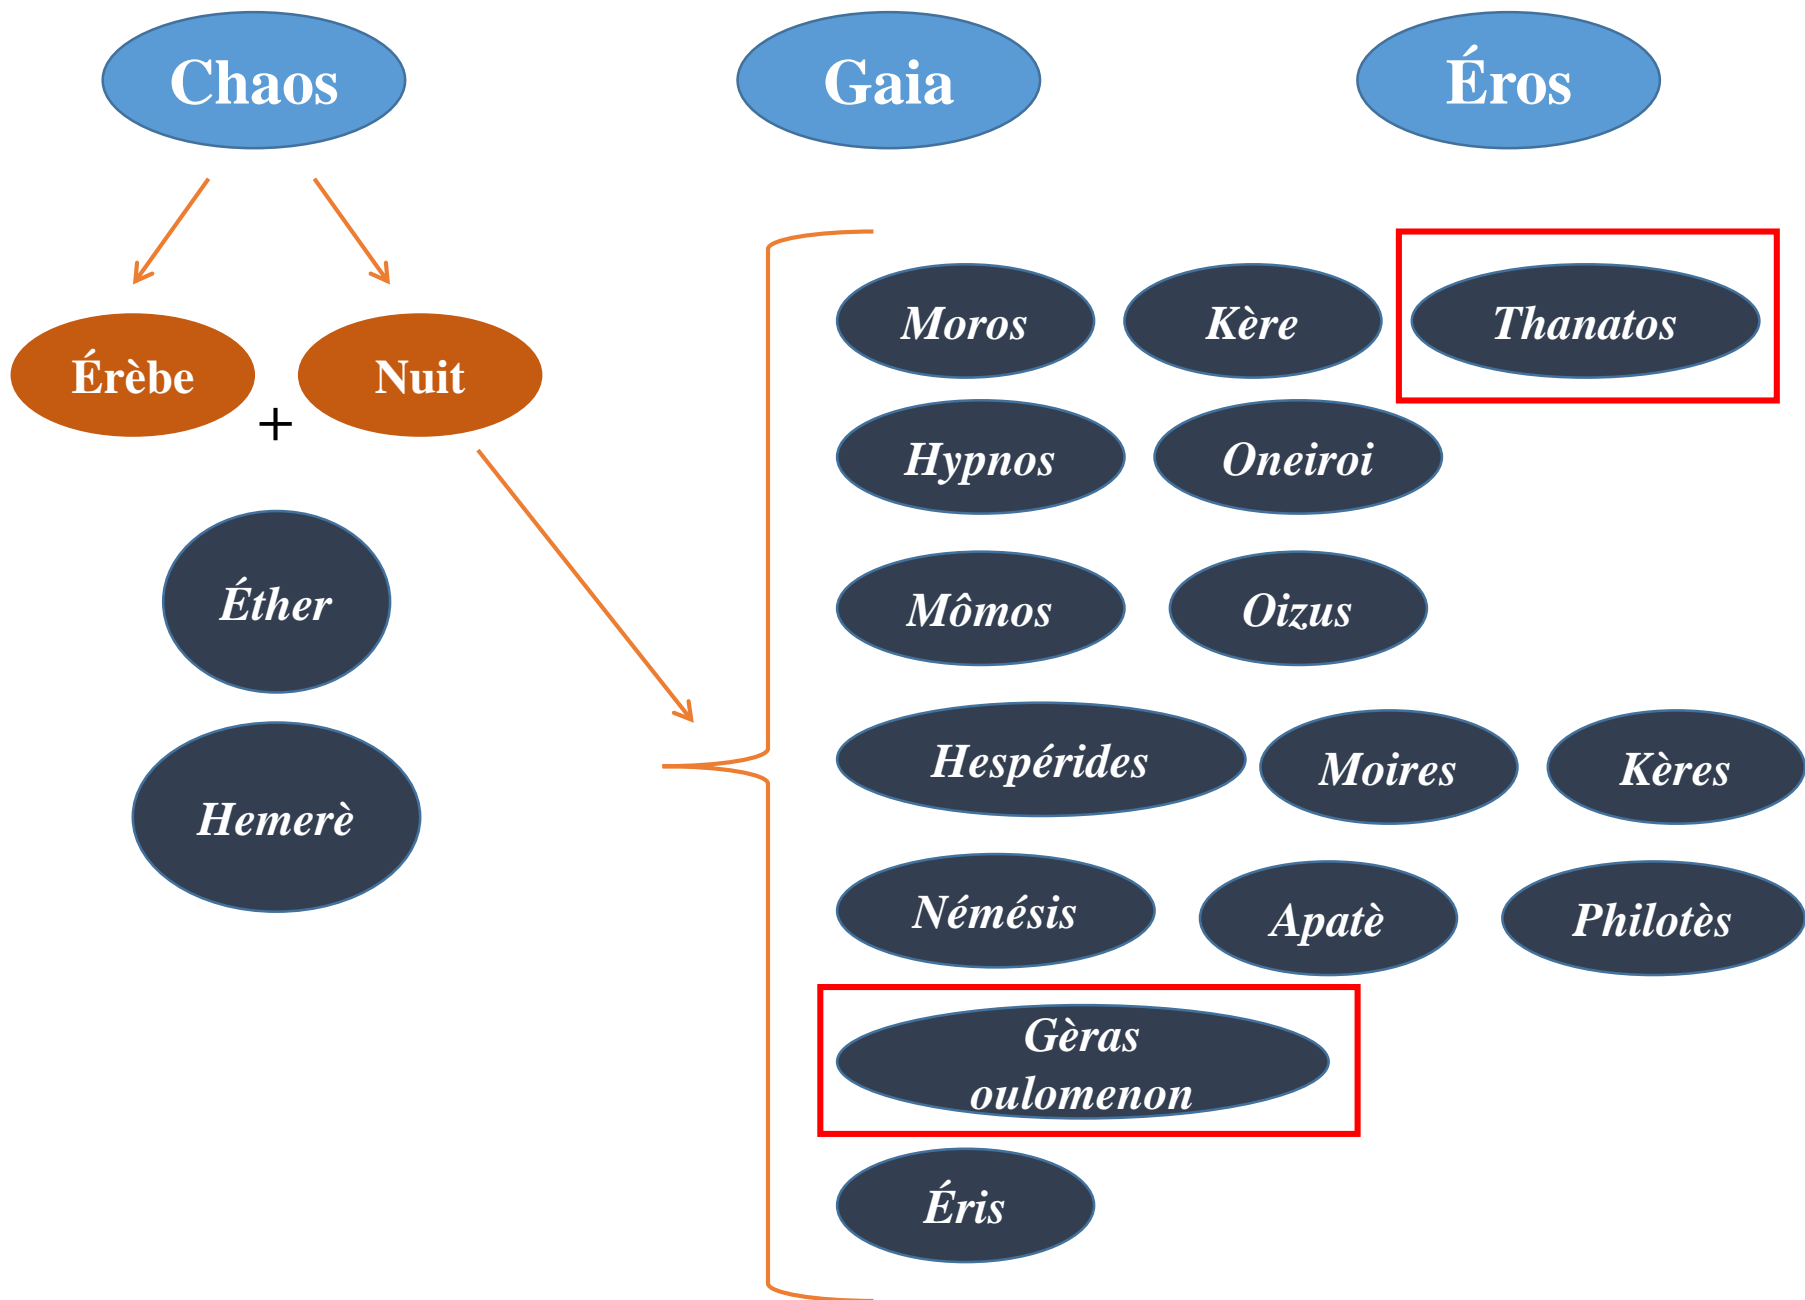 Chaos
Gaia
Éros
Érèbe
+
Nuit
Éther
Hemerè
Moros
Kère
Thanatos
Hypnos
Oneiroi
Mômos
Oizus
Hespérides
Moires
Kères
Némésis
Apatè
Philotès
Gèras
oulomenon
Éris